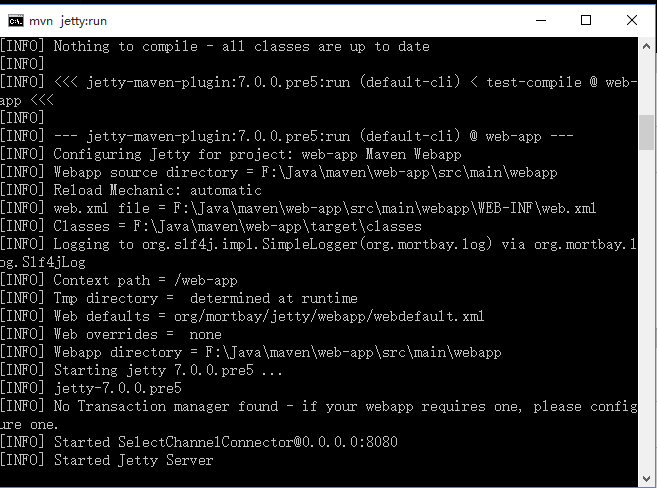 mvn jetty:run
[INFO] Nothing to compile - all classes are up to date
[INFO]
[INFO] <<< jetty-maven-plugin:7.0.0.pre5:run (default-cli) < test-compile @ web-
app <<<
[INFO]
[INFO] --- jetty-maven-plugin:7.0.0.pre5:run (default-cli) @ web-app ---
[INFO] Configuring Jetty for project: web-app Maven Webapp
[INFO] Webapp source directory = F:\Java\maven\web-app\src\main\webapp
[INFO] Reload Mechanic: automatic
[INFO] web.xml file = F:\Java\maven\web-app\src\main\webapp\WEB-INF\web.xml
[INFO] Classes = F:\Java\maven\web-app\target\classes
[INFO] Logging to org.slf4j.impl.SimpleLogger(org.mortbay.log) via org.mortbay.l
og.Slf4jLog
[INFO] Context path = /web-app
[INFO] Tmp directory =  determined at runtime
[INFO] Web defaults = org/mortbay/jetty/webapp/webdefault.xml
[INFO] Web overrides =  none
[INFO] Webapp directory = F:\Java\maven\web-app\src\main\webapp
[INFO] Starting jetty 7.0.0.pre5 ...
[INFO] jetty-7.0.0.pre5
[INFO] No Transaction manager found - if your webapp requires one, please config
ure one.
[INFO] Started SelectChannelConnector@0.0.0.0:8080
[INFO] Started Jetty Server